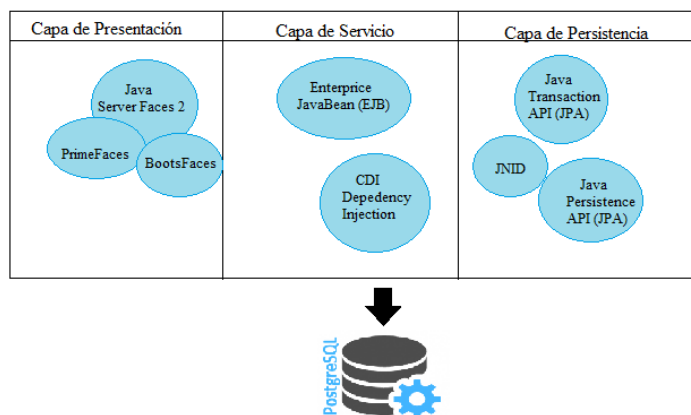 Capa de Presentación
Capa de Servicio
Capa de Persistencia
Java
Server Faces 2
PrimeFaces
BootsFaces
Enterprice
JavaBean (EJB)
CDI
Depedency
Injection
Java
Transaction
API (JPA)
JNID
Java
Persistence
API (JPA)
PostgreSQL